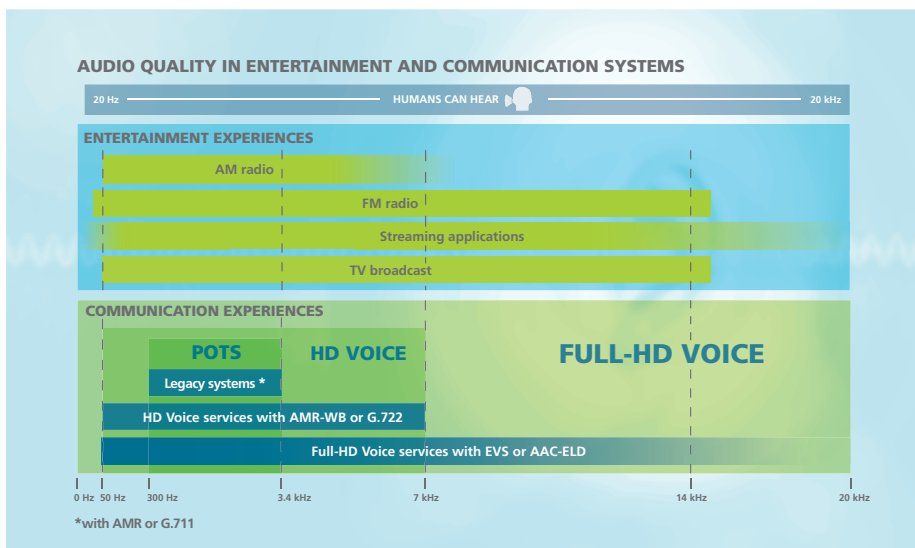 AUDIO QUALITY IN ENTERTAINMENT AND COMMUNICATION SYSTEMS
20 Hz HUMANS CAN HEAR 20 kHz
ENTERTAINMENT EXPERIENCES
AM radio
FM radio
Streaming applications
TV broadcast
COMMUNICATION EXPERIENCES
POTS HD VOICE FULL-HD VOICE
Legacy systems *
HD Voice services with AMR-WB or G.722
Full-HD Voice services with EVS or AAC-ELD
0 Hz 50 Hz 300 Hz 3.4 kHz 7 kHz 14 kHz 20 kHz
*with AMR or G.711